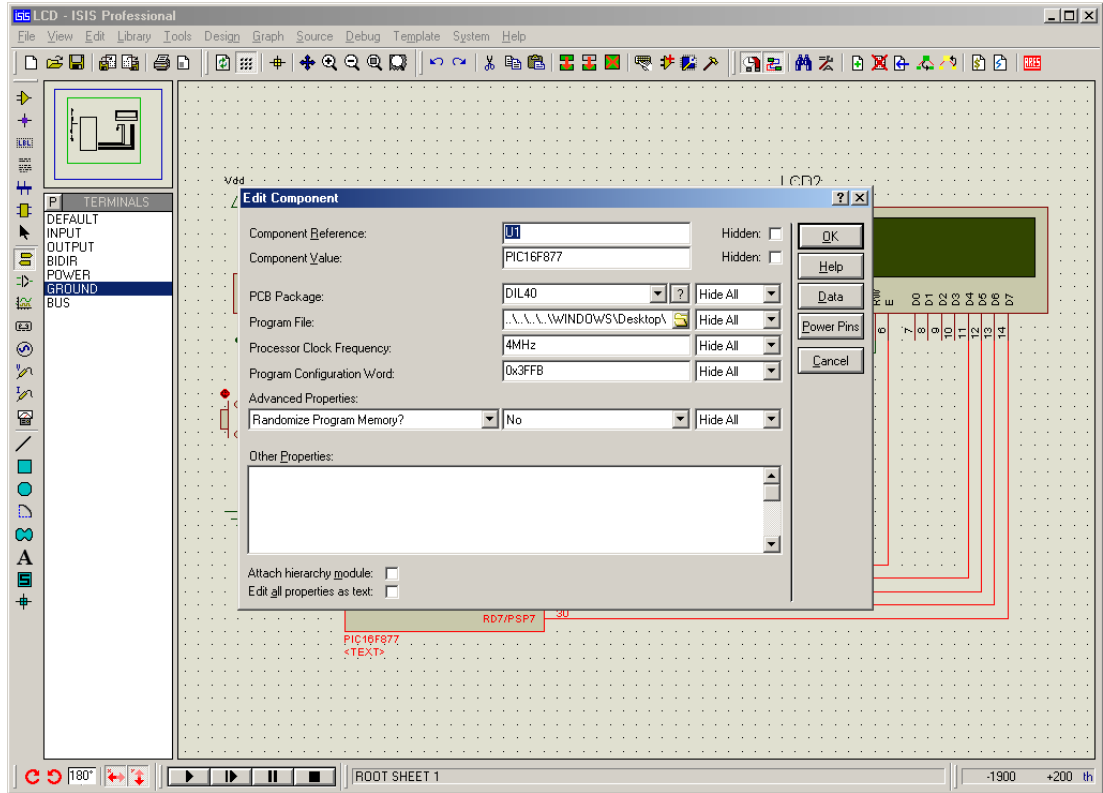 ISIS LCD - ISIS Professional
File View Edit Library Tools Design Graph Source Debug Template System Help
ARES
LBL
Vdd
LCD2
P TERMINALS
DEFAULT
INPUT
OUTPUT
BIDIR
POWER
GROUND
BUS
Edit Component
Component Reference: U1 Hidden: OK
Component Value: PIC16F877 Hidden: Help
PCB Package: DIL40 ? Hide All Data
Program File: ..\..\..\..\WINDOWS\Desktop\ Hide All Power Pins
Processor Clock Frequency: 4MHz Hide All Cancel
Program Configuration Word: 0x3FFB Hide All
Advanced Properties:
Randomize Program Memory? No Hide All
Other Properties:
Attach hierarchy module:
Edit all properties as text:
RW E D0 D1 D2 D3 D4 D5 D6 D7
6 7 8 9 10 11 12 13 14
RD7/PSP7 30
PIC16F877
<TEXT>
A
180°
ROOT SHEET 1
-1900 +200 th